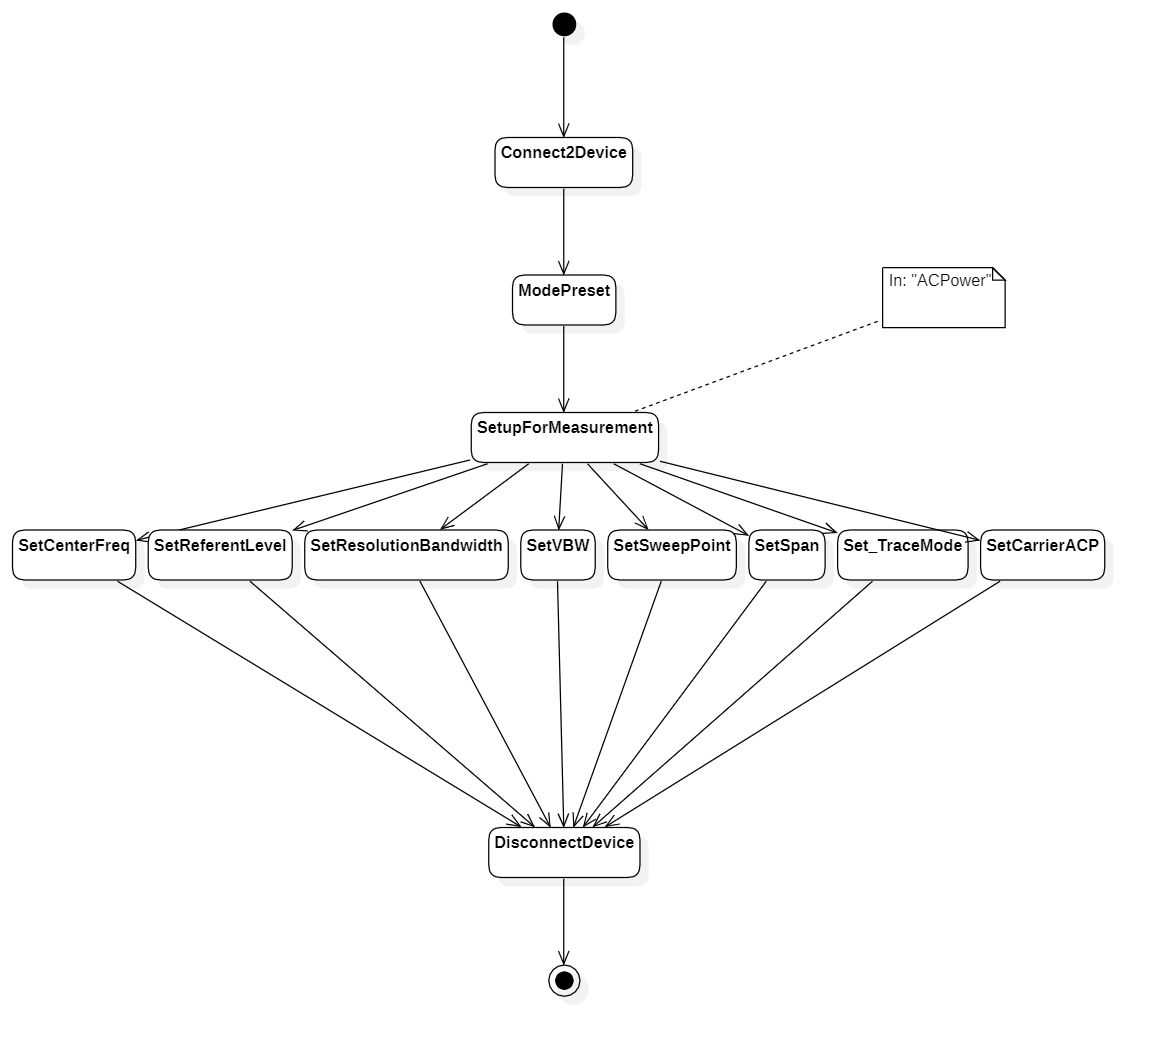 Connect2Device
ModePreset
In: "ACPower"
SetupForMeasurement
SetCenterFreq
SetReferentLevel
SetResolutionBandwidth
SetVBW
SetSweepPoint
SetSpan
Set_TraceMode
SetCarrierACP
DisconnectDevice